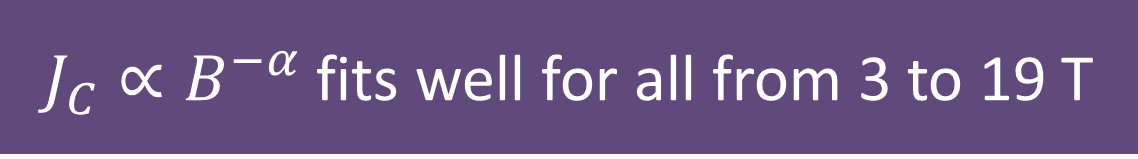 J_C ∝ B^{−α} fits well for all from 3 to 19 T